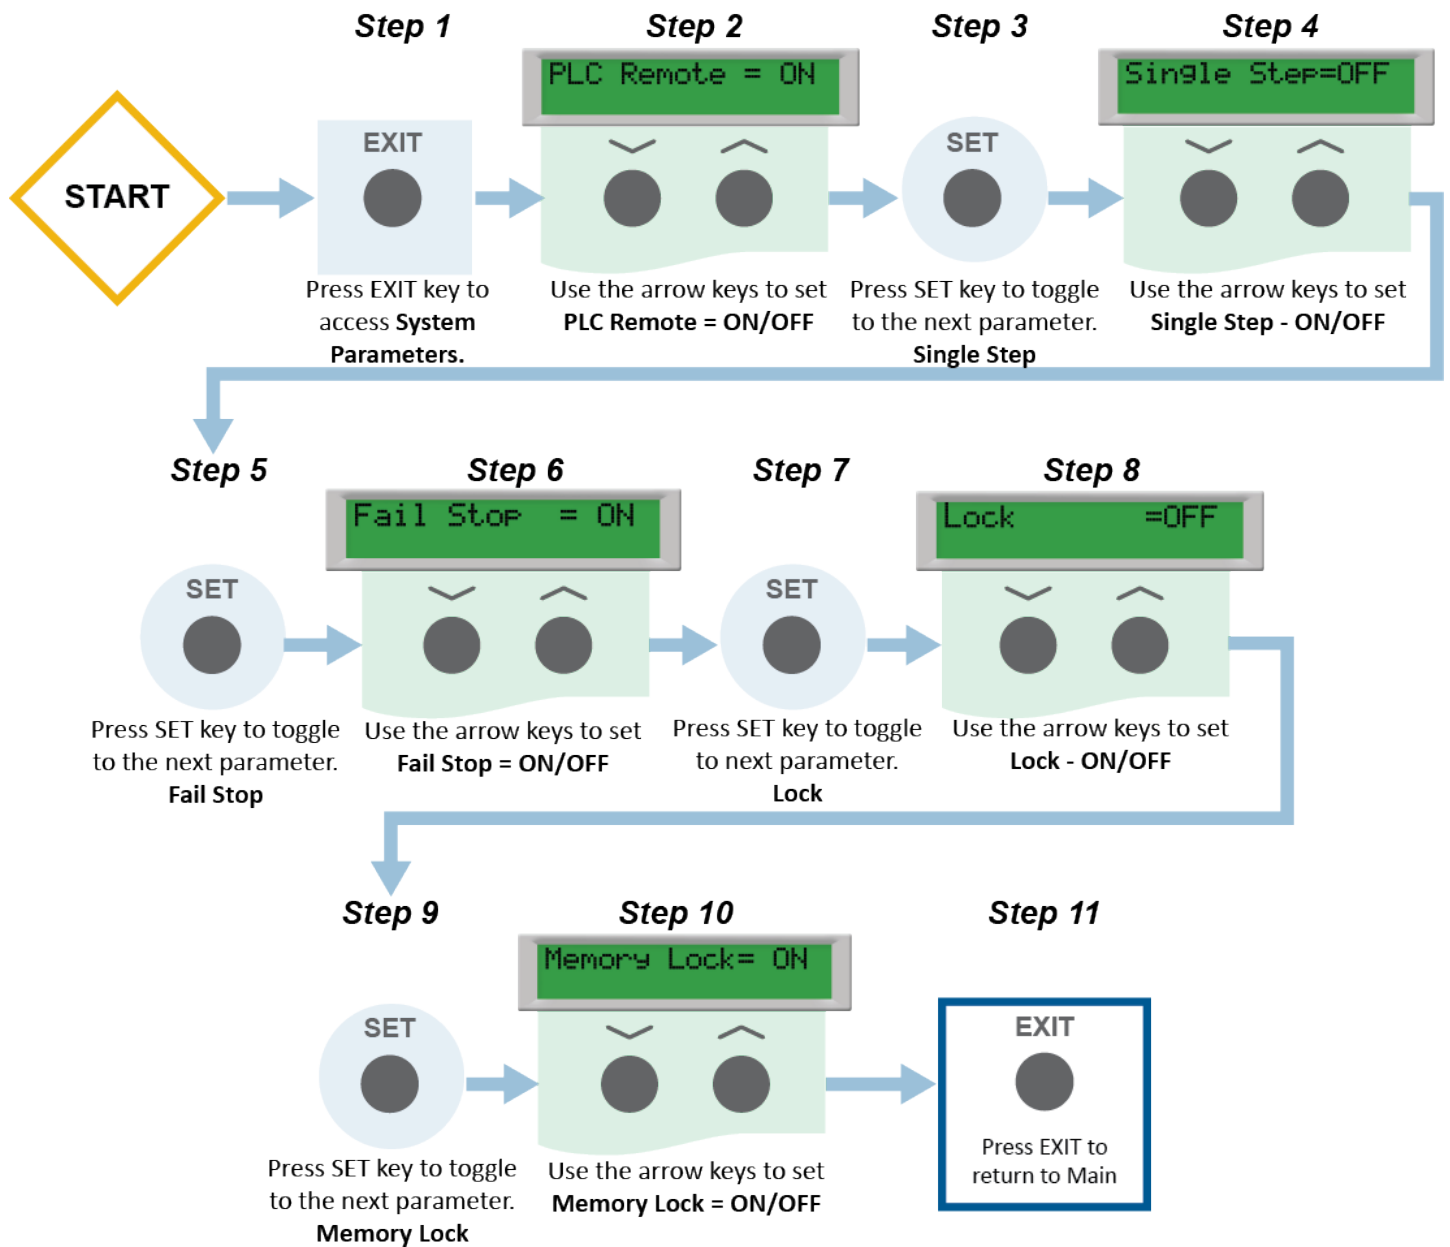 Step 1
Step 2
Step 3
Step 4
START
EXIT
PLC Remote = ON
SET
Single Step=OFF
Press EXIT key to
access System
Parameters.
Use the arrow keys to set
PLC Remote = ON/OFF
Press SET key to toggle
to the next parameter.
Single Step
Use the arrow keys to set
Single Step - ON/OFF
Step 5
Step 6
Step 7
Step 8
SET
Fail Stop = ON
SET
Lock =OFF
Press SET key to toggle
to the next parameter.
Fail Stop
Use the arrow keys to set
Fail Stop = ON/OFF
Press SET key to toggle
to next parameter.
Lock
Use the arrow keys to set
Lock - ON/OFF
Step 9
Step 10
Step 11
SET
Memory Lock= ON
EXIT
Press EXIT to
return to Main
Press SET key to toggle
to the next parameter.
Memory Lock
Use the arrow keys to set
Memory Lock = ON/OFF